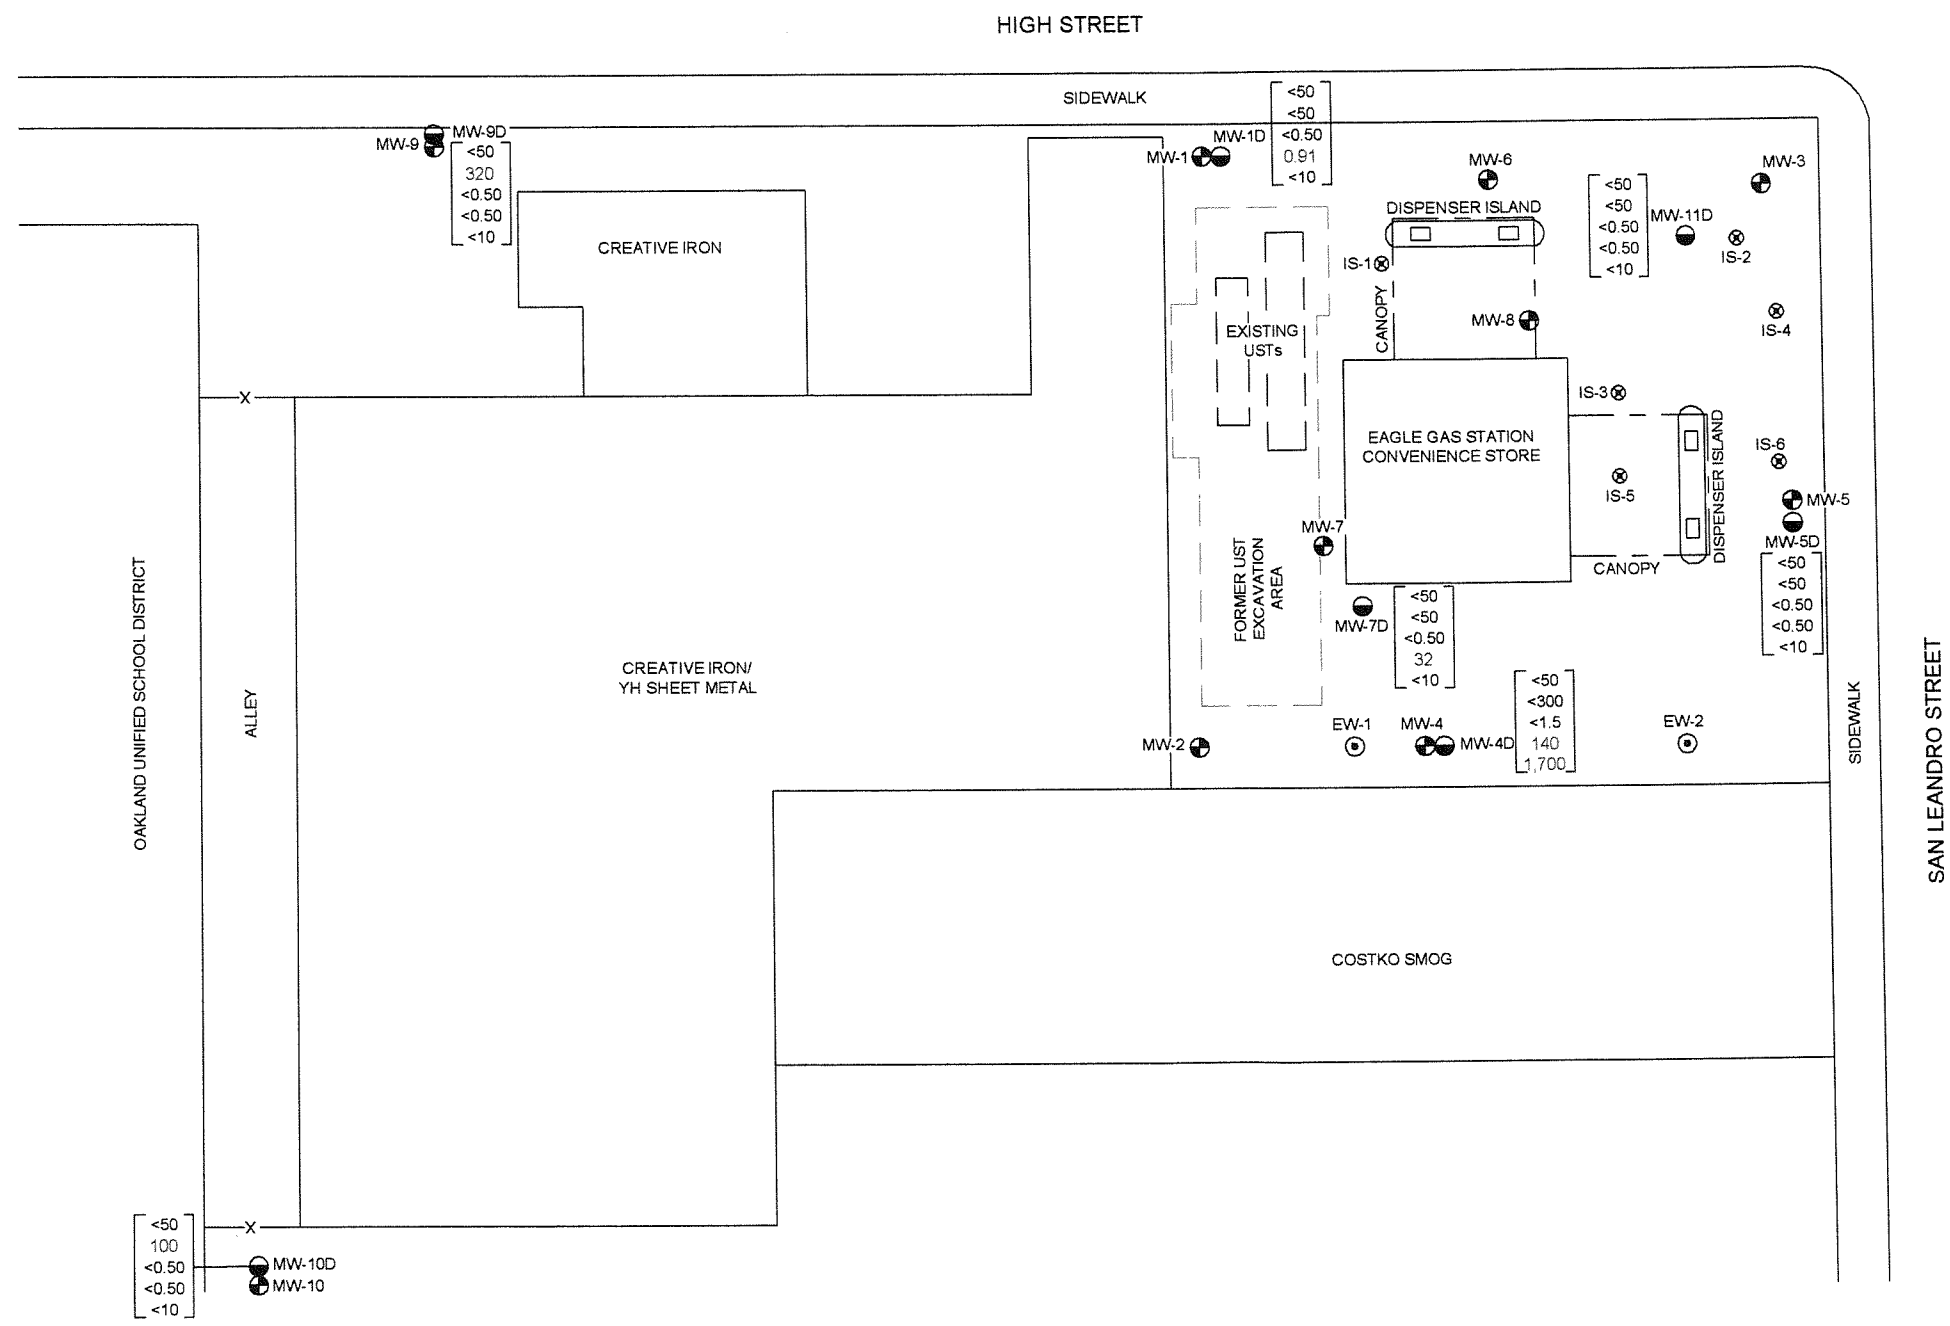 HIGH STREET
SIDEWALK
MW-9D
MW-9
<50
320
<0.50
<0.50
<10
CREATIVE IRON
<50
<50
<0.50
0.91
<10
MW-1D
MW-1
MW-6
MW-3
DISPENSER ISLAND
<50
<50
<0.50
<0.50
<10
MW-11D
IS-2
IS-1
CANOPY
MW-8
IS-4
EXISTING
USTs
IS-3
EAGLE GAS STATION
CONVENIENCE STORE
DISPENSER ISLAND
IS-6
IS-5
MW-5
MW-5D
<50
<50
<0.50
<0.50
<10
CANOPY
MW-7
FORMER UST
EXCAVATION
AREA
MW-7D
<50
<50
<0.50
32
<10
<50
<300
<1.5
140
1,700
EW-1
MW-4
MW-4D
EW-2
MW-2
OAKLAND UNIFIED SCHOOL DISTRICT
X
ALLEY
CREATIVE IRON/
YH SHEET METAL
SIDEWALK
SAN LEANDRO STREET
COSTKO SMOG
X
<50
100
<0.50
<0.50
<10
MW-10D
MW-10